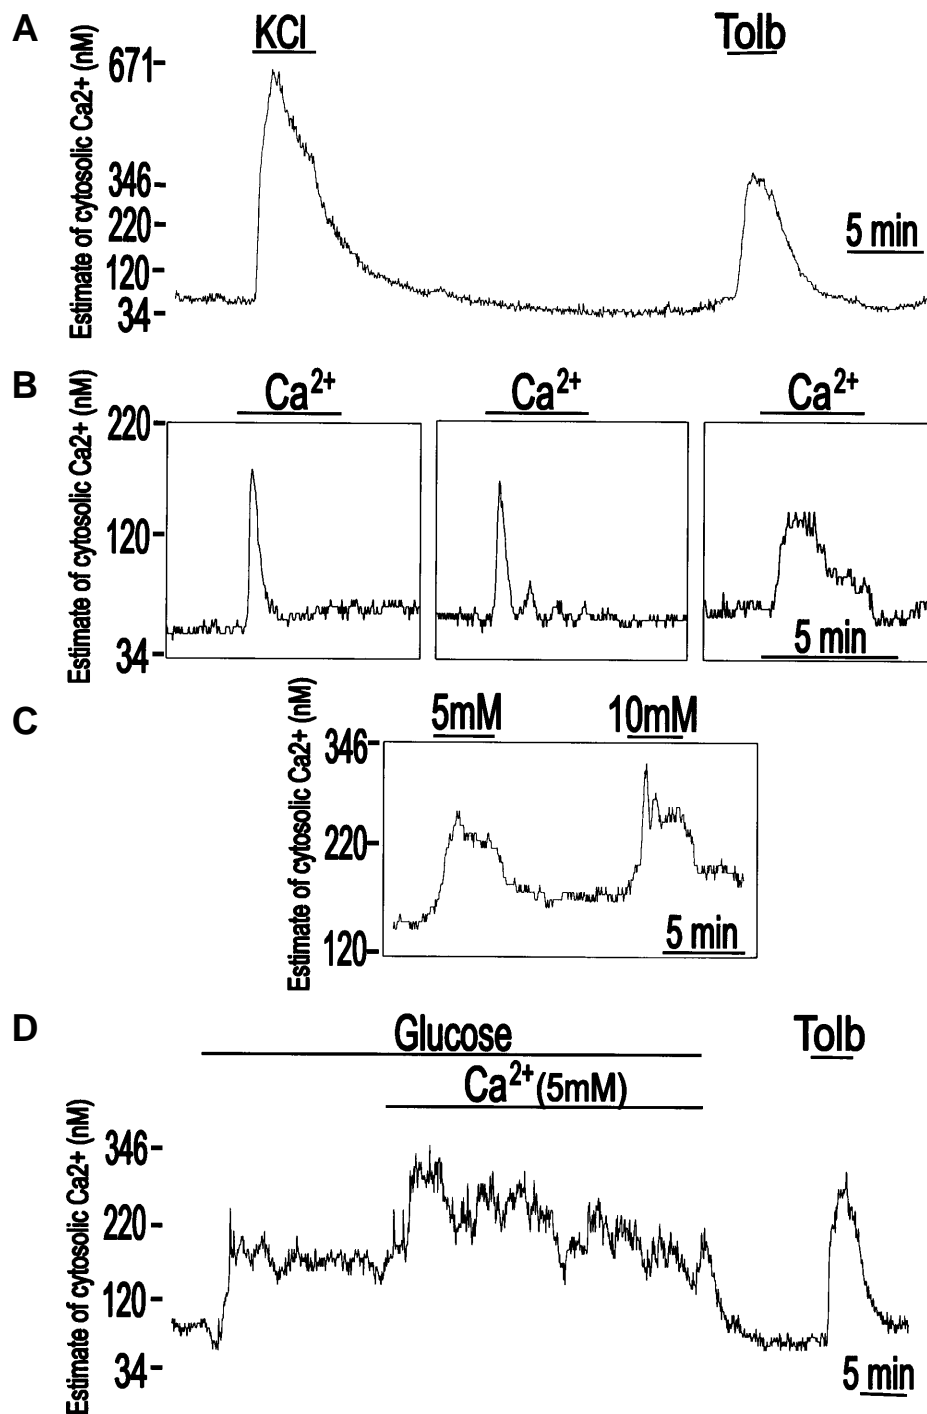 A
KCl
Tolb
Estimate of cytosolic Ca2+ (nM)
671
346
220
120
34
5 min
B
Ca2+
Ca2+
Ca2+
Estimate of cytosolic Ca2+ (nM)
220
120
34
5 min
C
5mM
10mM
Estimate of cytosolic Ca2+ (nM)
346
220
120
5 min
D
Glucose
Tolb
Ca2+ (5mM)
Estimate of cytosolic Ca2+ (nM)
346
220
120
34
5 min